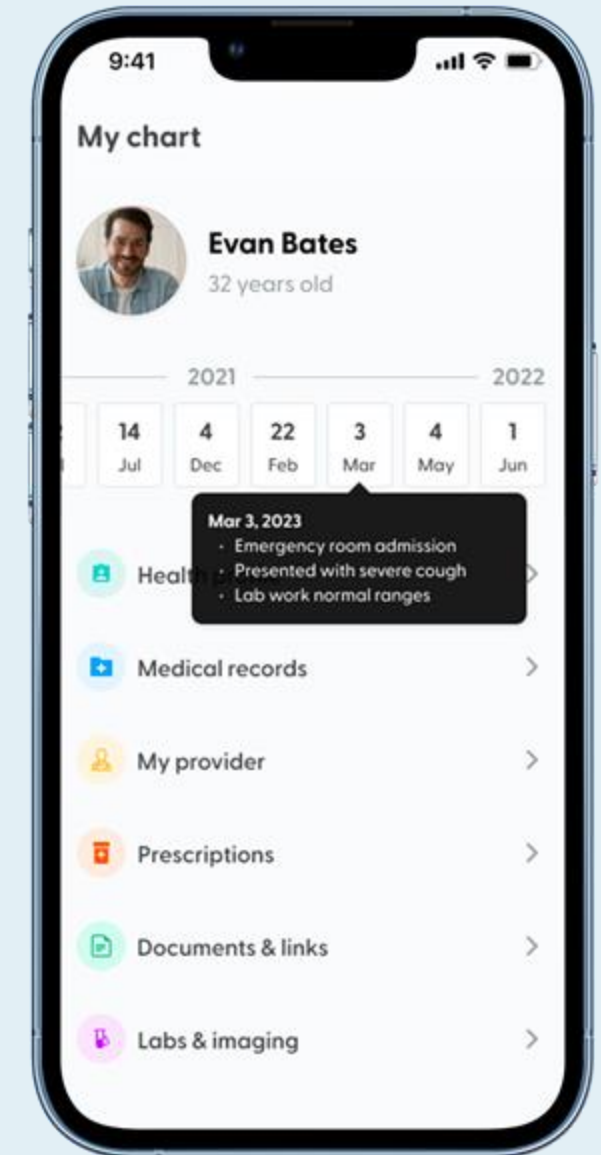 9:41
My chart
Evan Bates
32 years old
2021 2022
14 4 22 3 4 1
Jul Dec Feb Mar May Jun
Mar 3, 2023
· Emergency room admission
Health
· Presented with severe cough
· Lab work normal ranges
Medical records
My provider
Prescriptions
Documents & links
Labs & imaging